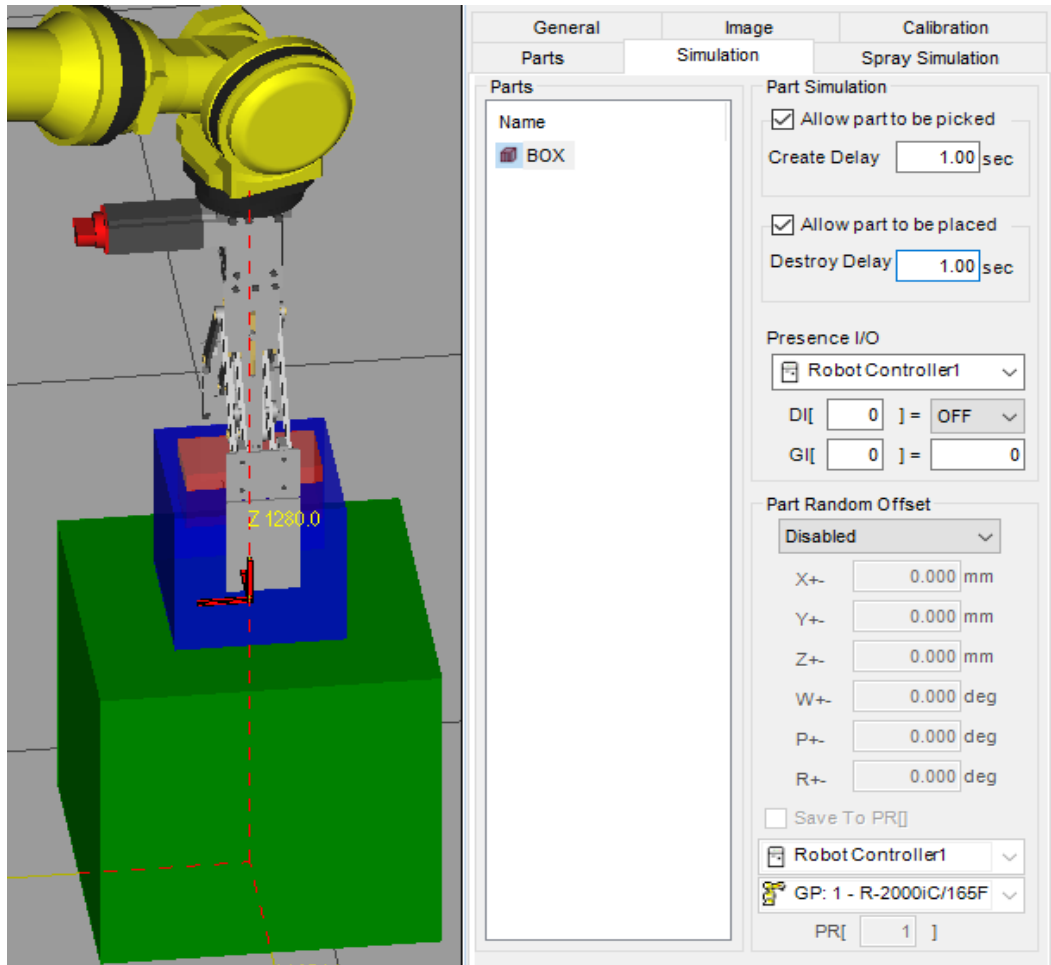 General Image Calibration
Parts Simulation Spray Simulation
Parts
Name
BOX
Part Simulation
Allow part to be picked
Create Delay 1.00 sec
Allow part to be placed
Destroy Delay 1.00 sec
Presence I/O
Robot Controller1
DI[ 0 ] = OFF
GI[ 0 ] = 0
Part Random Offset
Disabled
X+- 0.000 mm
Y+- 0.000 mm
Z+- 0.000 mm
W+- 0.000 deg
P+- 0.000 deg
R+- 0.000 deg
Save To PR[]
Robot Controller1
GP: 1 - R-2000iC/165F
PR[ 1 ]
Z 1280.0